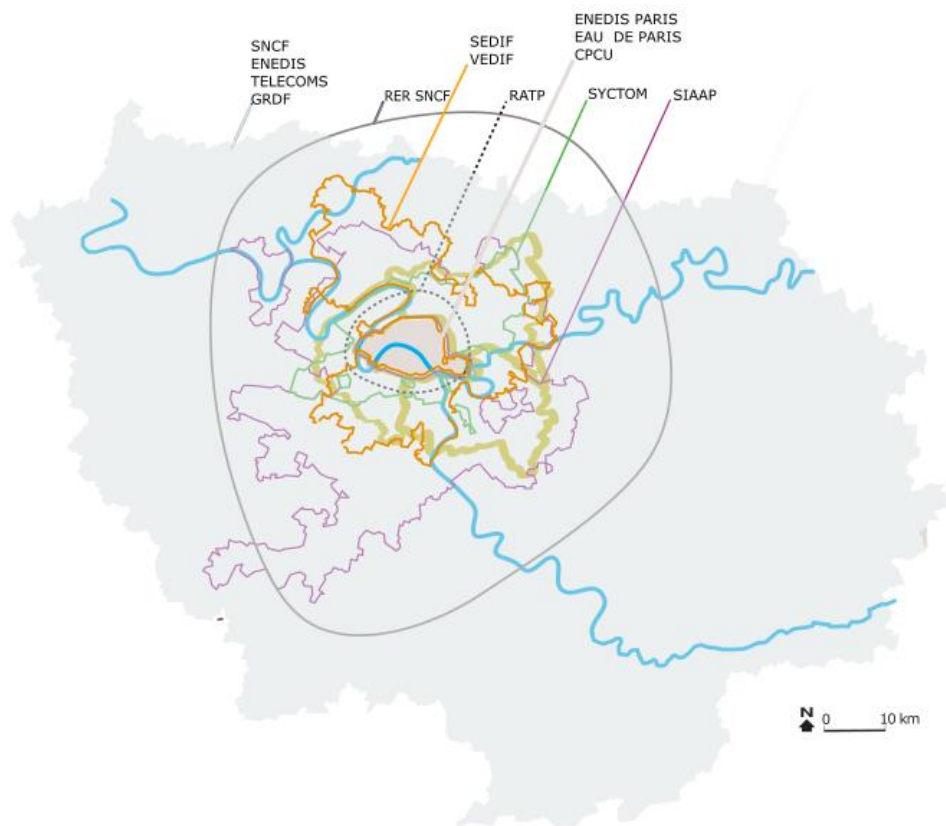 ENEDIS PARIS
EAU DE PARIS
CPCU
SNCF
ENEDIS
TELECOMS
GRDF
SEDIF
VEDIF
RER SNCF
RATP
SYCTOM
SIAAP
N
0 10 km